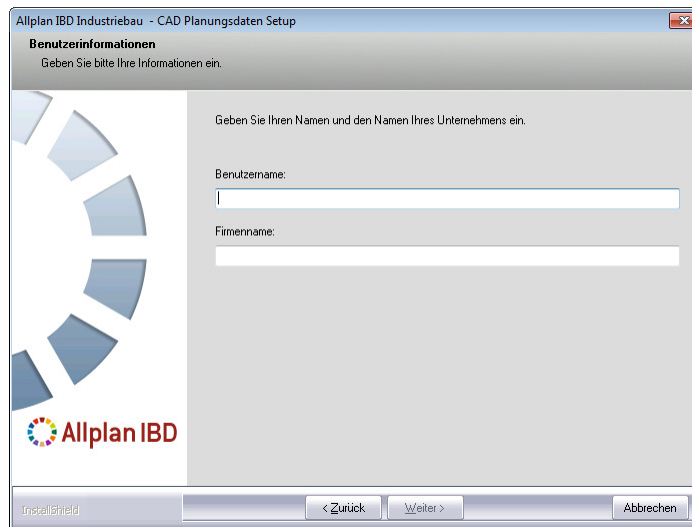 Allplan IBD Industriebau - CAD Planungsdaten Setup
Benutzerinformationen
Geben Sie bitte Ihre Informationen ein.
Geben Sie Ihren Namen und den Namen Ihres Unternehmens ein.
Benutzername:
Firmenname:
Allplan IBD
InstallShield
< Zurück
Weiter >
Abbrechen